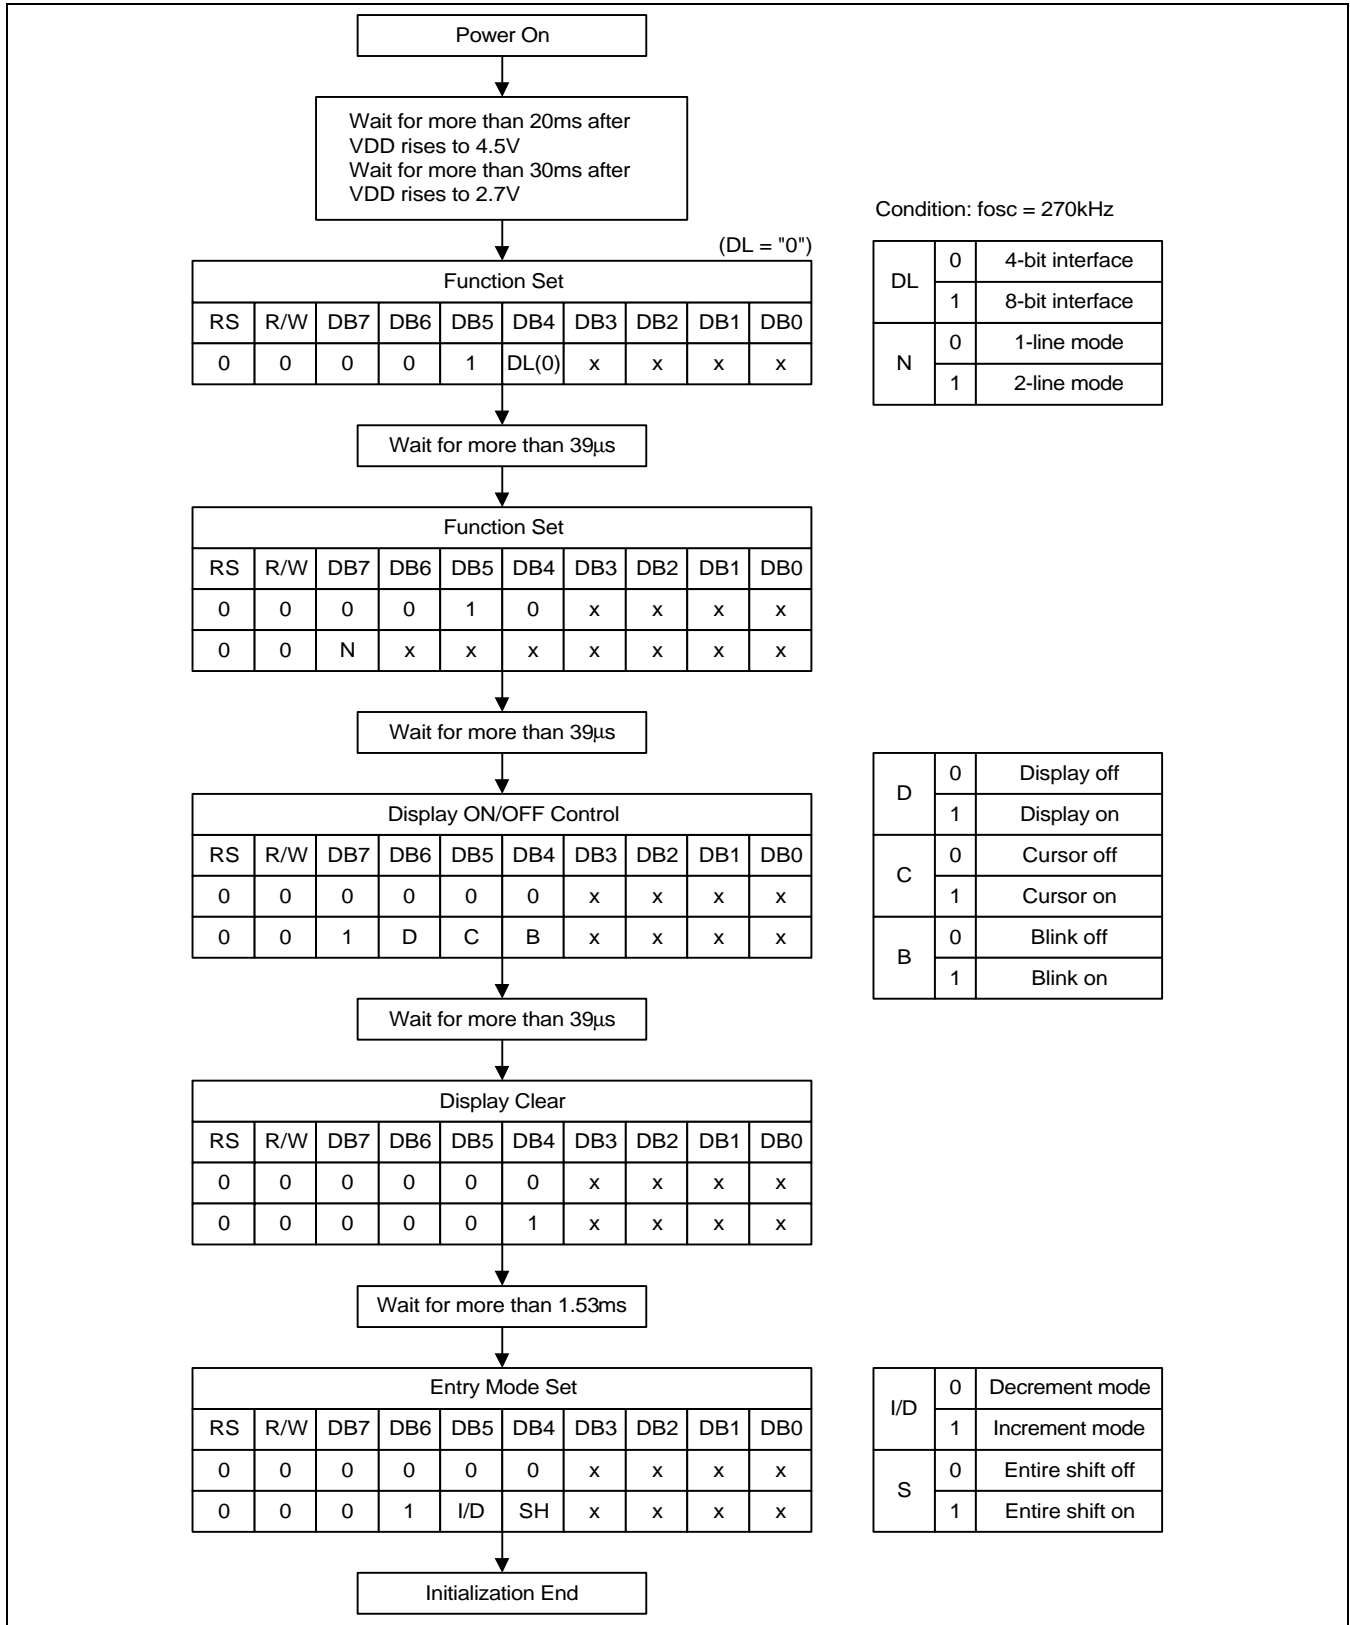 Power On
Wait for more than 20ms after
VDD rises to 4.5V
Wait for more than 30ms after
VDD rises to 2.7V
Condition: fosc = 270kHz
(DL = "0")
Function Set
RS R/W DB7 DB6 DB5 DB4 DB3 DB2 DB1 DB0
0 0 0 0 1 DL(0) x x x x
DL 0 4-bit interface
1 8-bit interface
N 0 1-line mode
1 2-line mode
Wait for more than 39µs
Function Set
RS R/W DB7 DB6 DB5 DB4 DB3 DB2 DB1 DB0
0 0 0 0 1 0 x x x x
0 0 N x x x x x x x
Wait for more than 39µs
Display ON/OFF Control
RS R/W DB7 DB6 DB5 DB4 DB3 DB2 DB1 DB0
0 0 0 0 0 0 x x x x
0 0 1 D C B x x x x
D 0 Display off
1 Display on
C 0 Cursor off
1 Cursor on
B 0 Blink off
1 Blink on
Wait for more than 39µs
Display Clear
RS R/W DB7 DB6 DB5 DB4 DB3 DB2 DB1 DB0
0 0 0 0 0 0 x x x x
0 0 0 0 0 1 x x x x
Wait for more than 1.53ms
Entry Mode Set
RS R/W DB7 DB6 DB5 DB4 DB3 DB2 DB1 DB0
0 0 0 0 0 0 x x x x
0 0 0 1 I/D SH x x x x
I/D 0 Decrement mode
1 Increment mode
S 0 Entire shift off
1 Entire shift on
Initialization End